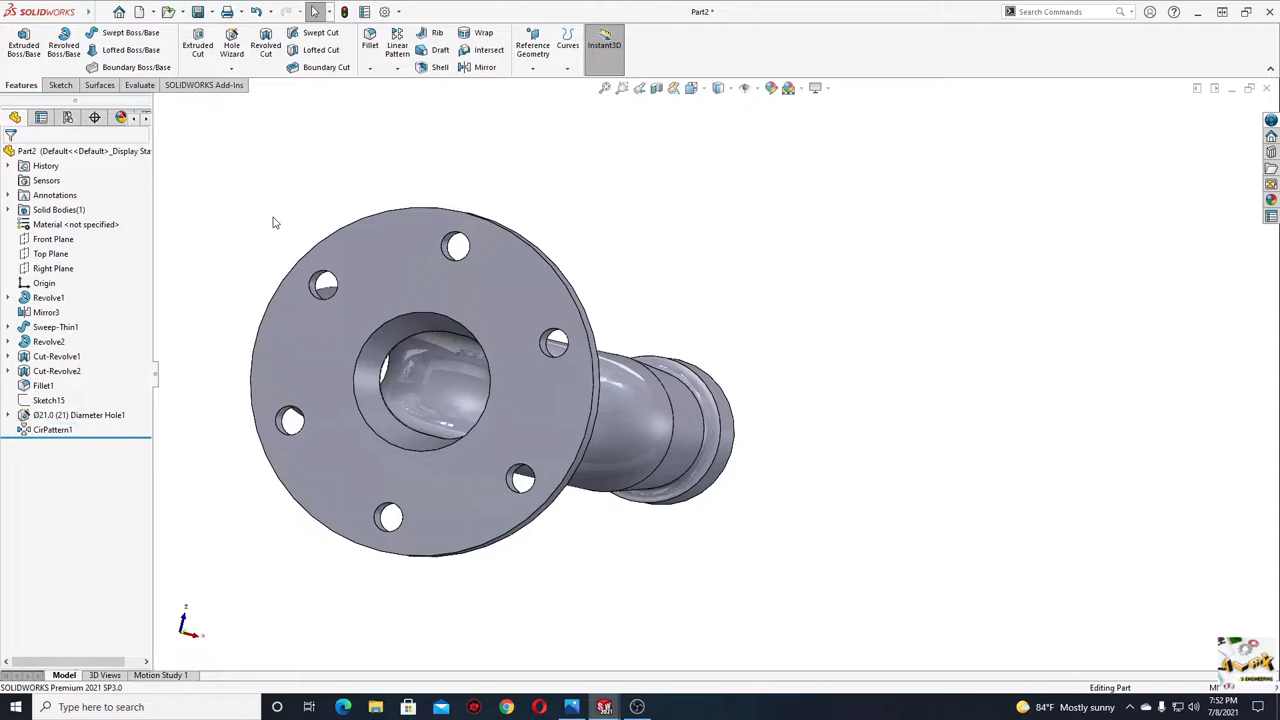 SOLIDWORKS
Part2 *
Search Commands
Extruded Boss/Base
Revolved Boss/Base
Swept Boss/Base
Lofted Boss/Base
Boundary Boss/Base
Extruded Cut
Hole Wizard
Revolved Cut
Swept Cut
Lofted Cut
Boundary Cut
Fillet
Linear Pattern
Rib
Draft
Shell
Wrap
Intersect
Mirror
Reference Geometry
Curves
Instant3D
Features
Sketch
Surfaces
Evaluate
SOLIDWORKS Add-Ins
Part2 (Default<<Default>_Display Sta
History
Sensors
Annotations
Solid Bodies(1)
Material <not specified>
Front Plane
Top Plane
Right Plane
Origin
Revolve1
Mirror3
Sweep-Thin1
Revolve2
Cut-Revolve1
Cut-Revolve2
Fillet1
Sketch15
Ø21.0 (21) Diameter Hole1
CirPattern1
z
x
Model
3D Views
Motion Study 1
SOLIDWORKS Premium 2021 SP3.0
Editing Part
Type here to search
84°F Mostly sunny
7:52 PM
7/8/2021